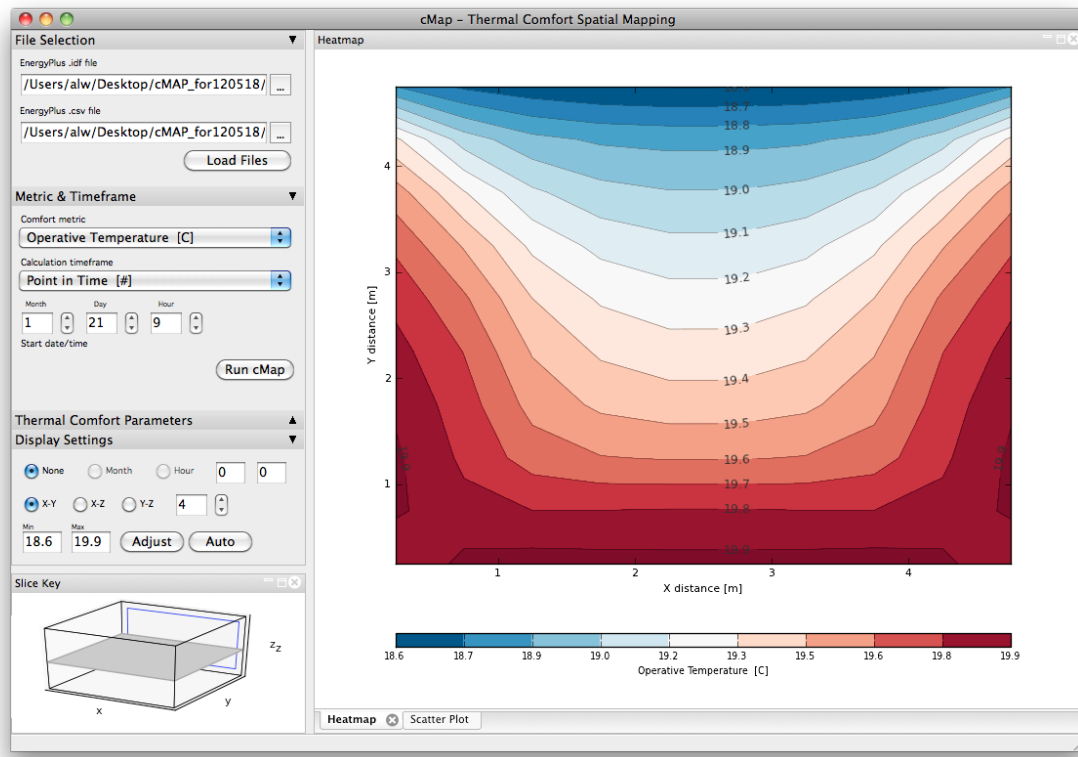 cMap - Thermal Comfort Spatial Mapping
File Selection
EnergyPlus .idf file
/Users/alw/Desktop/cMAP_for120518/ ...
EnergyPlus .csv file
/Users/alw/Desktop/cMAP_for120518/ ...
Load Files
Metric & Timeframe
Comfort metric
Operative Temperature [C]
Calculation timeframe
Point in Time [#]
Month Day Hour
1 21 9
Start date/time
Run cMap
Thermal Comfort Parameters
Display Settings
None Month Hour 0 0
X-Y X-Z Y-Z 4
Min Max
18.6 19.9 Adjust Auto
Slice Key
z z
y
x
Heatmap
18.7
18.8
18.9
19.0
19.1
19.2
19.3
19.4
19.5
19.6
19.7
19.8
19.9
19.9
19.9
4
3
2
1
Y distance [m]
1 2 3 4
X distance [m]
18.6 18.7 18.9 19.0 19.2 19.3 19.5 19.6 19.8 19.9
Operative Temperature [C]
Heatmap Scatter Plot